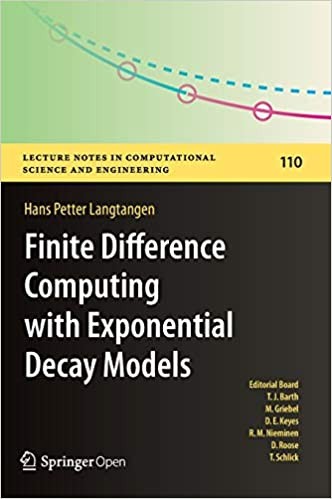 LECTURE NOTES IN COMPUTATIONAL
SCIENCE AND ENGINEERING
110
Hans Petter Langtangen
Finite Difference
Computing
with Exponential
Decay Models
Editorial Board
T. J. Barth
M. Griebel
D. E. Keyes
R. M. Nieminen
D. Roose
T. Schlick
Springer Open